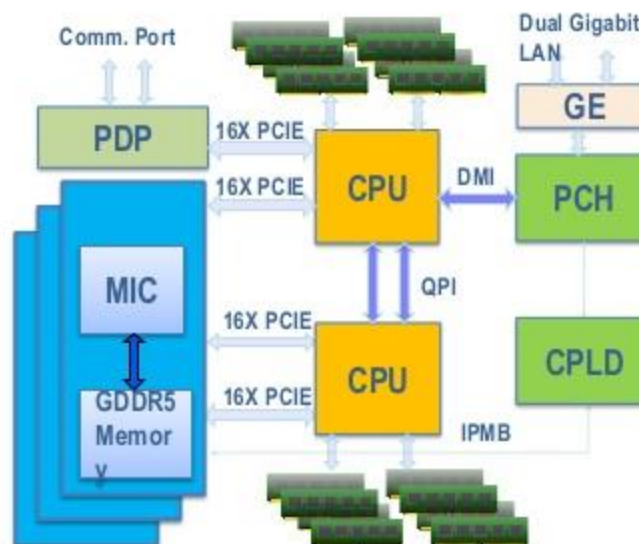 Comm. Port
Dual Gigabit
LAN
GE
PDP
16X PCIE
16X PCIE
CPU
DMI
PCH
MIC
QPI
16X PCIE
CPU
CPLD
16X PCIE
GDDR5
Memor
y
IPMB